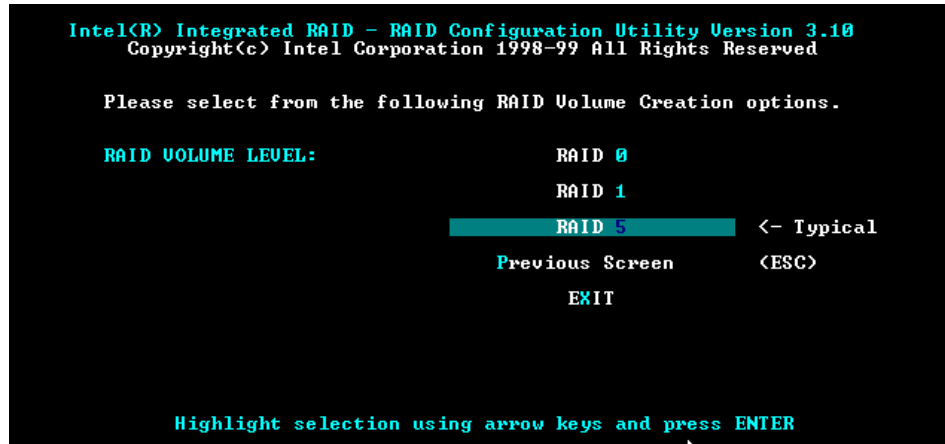 Intel(R) Integrated RAID - RAID Configuration Utility Version 3.10
Copyright(c) Intel Corporation 1998-99 All Rights Reserved
Please select from the following RAID Volume Creation options.
RAID VOLUME LEVEL: RAID 0
RAID 1
RAID 5 <- Typical
Previous Screen (ESC)
EXIT
Highlight selection using arrow keys and press ENTER